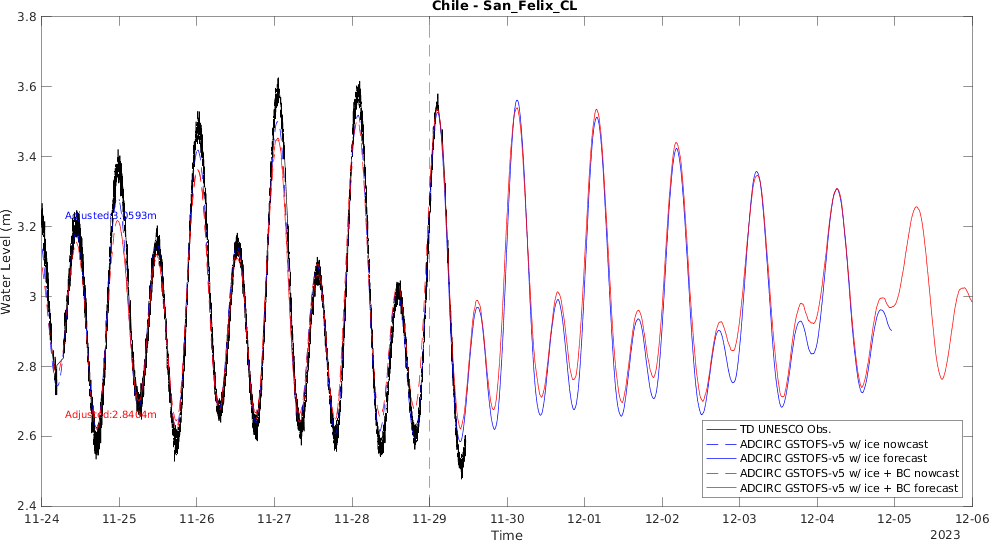 Chile - San_Felix_CL
3.8
3.6
3.4
3.2
3
2.8
2.6
2.4
Water Level (m)
Adjusted:3.0593m
Adjusted:2.8464m
TD UNESCO Obs.
ADCIRC GSTOFS-v5 w/ ice nowcast
ADCIRC GSTOFS-v5 w/ ice forecast
ADCIRC GSTOFS-v5 w/ ice + BC nowcast
ADCIRC GSTOFS-v5 w/ ice + BC forecast
11-24 11-25 11-26 11-27 11-28 11-29 11-30 12-01 12-02 12-03 12-04 12-05 12-06
Time
2023